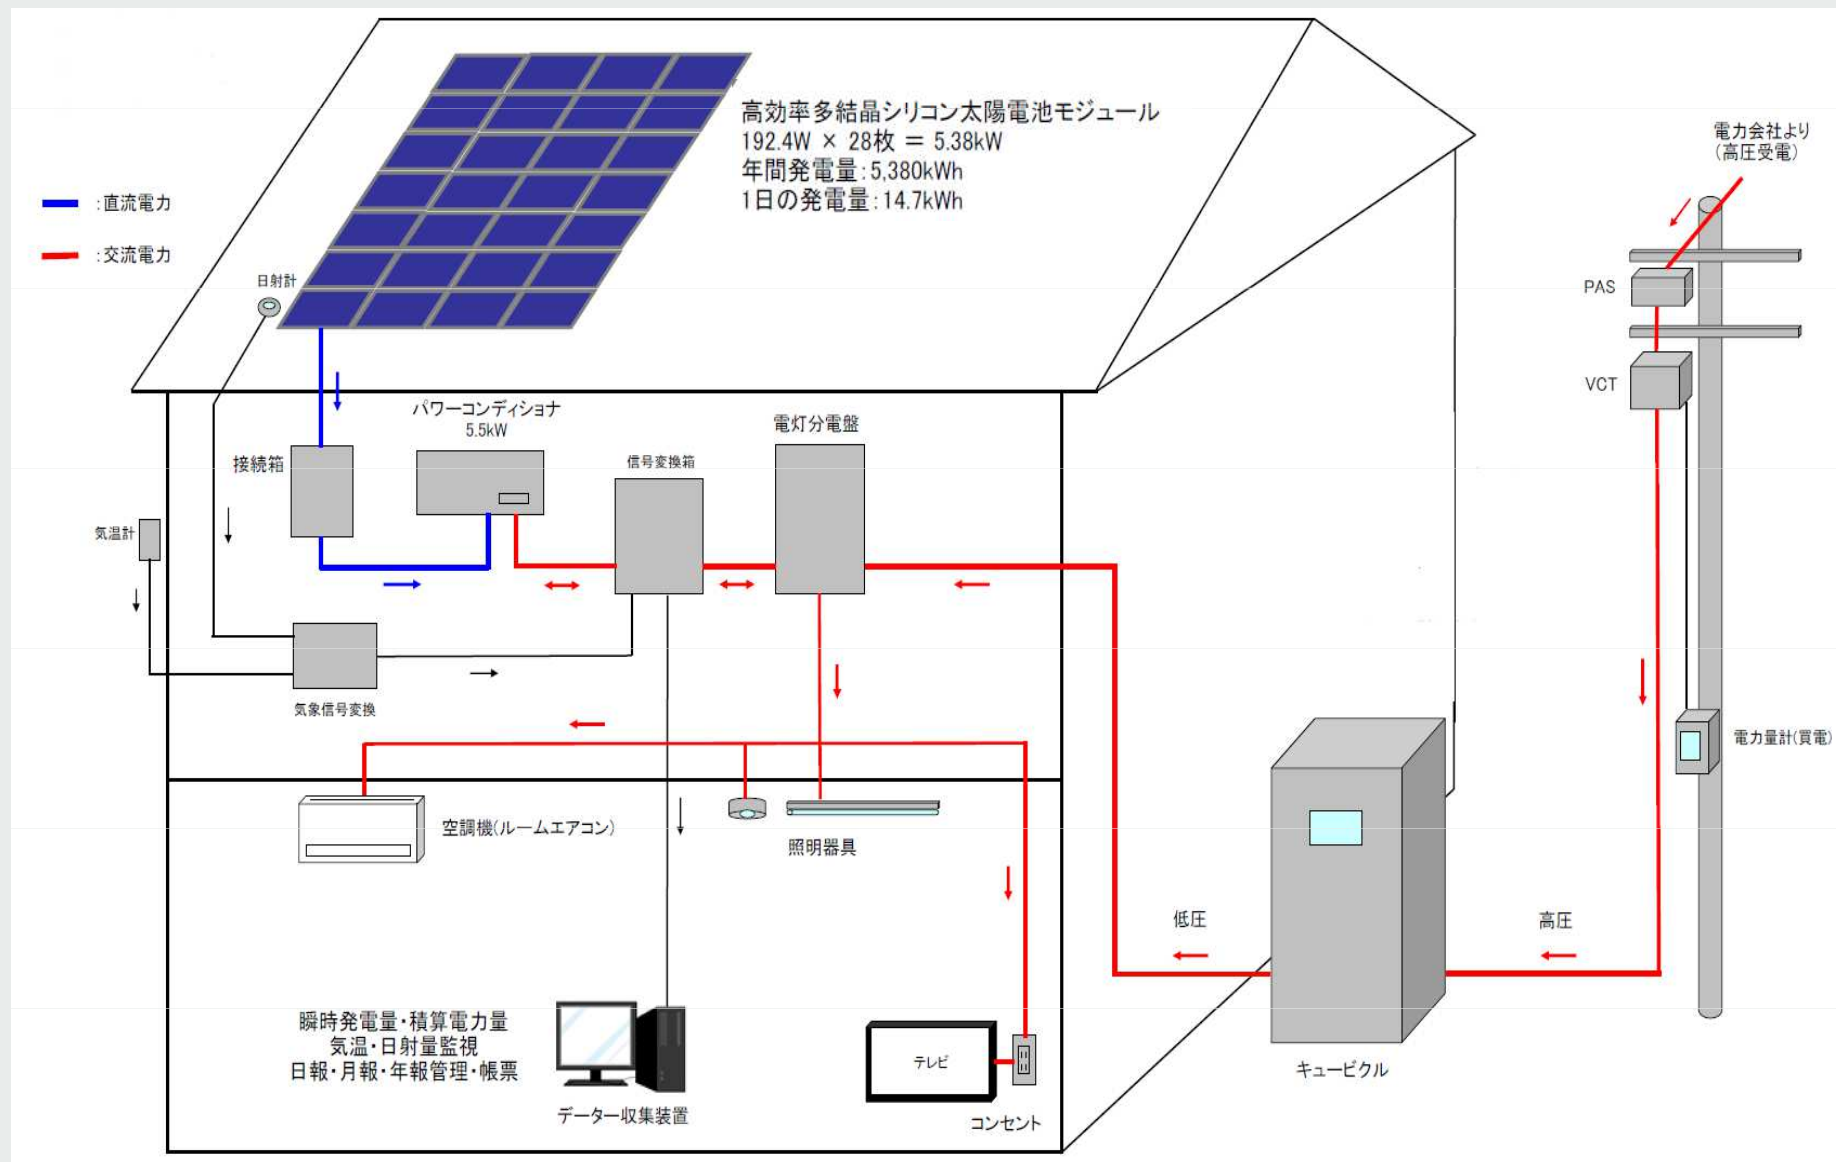 高効率多結晶シリコン太陽電池モジュール
192.4W × 28枚 = 5.38kW
年間発電量:5,380kWh
1日の発電量:14.7kWh
電力会社より
(高圧受電)
:直流電力
:交流電力
日射計
PAS
VCT
パワーコンディショナ
5.5kW
電灯分電盤
接続箱
信号変換箱
気温計
気象信号変換
電力量計(買電)
空調機(ルームエアコン)
照明器具
低圧
高圧
瞬時発電量・積算電力量
気温・日射量監視
日報・月報・年報管理・帳票
テレビ
キュービクル
データー収集装置
コンセント